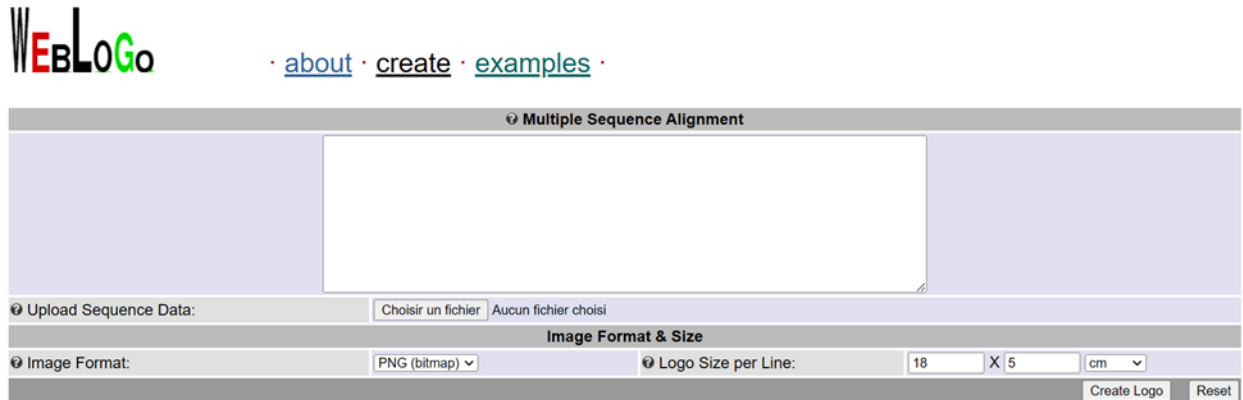 WEBLOGO
· about · create · examples ·
? Multiple Sequence Alignment
? Upload Sequence Data: Choisir un fichier Aucun fichier choisi
Image Format & Size
? Image Format: PNG (bitmap) ? Logo Size per Line: 18 X 5 cm
Create Logo Reset